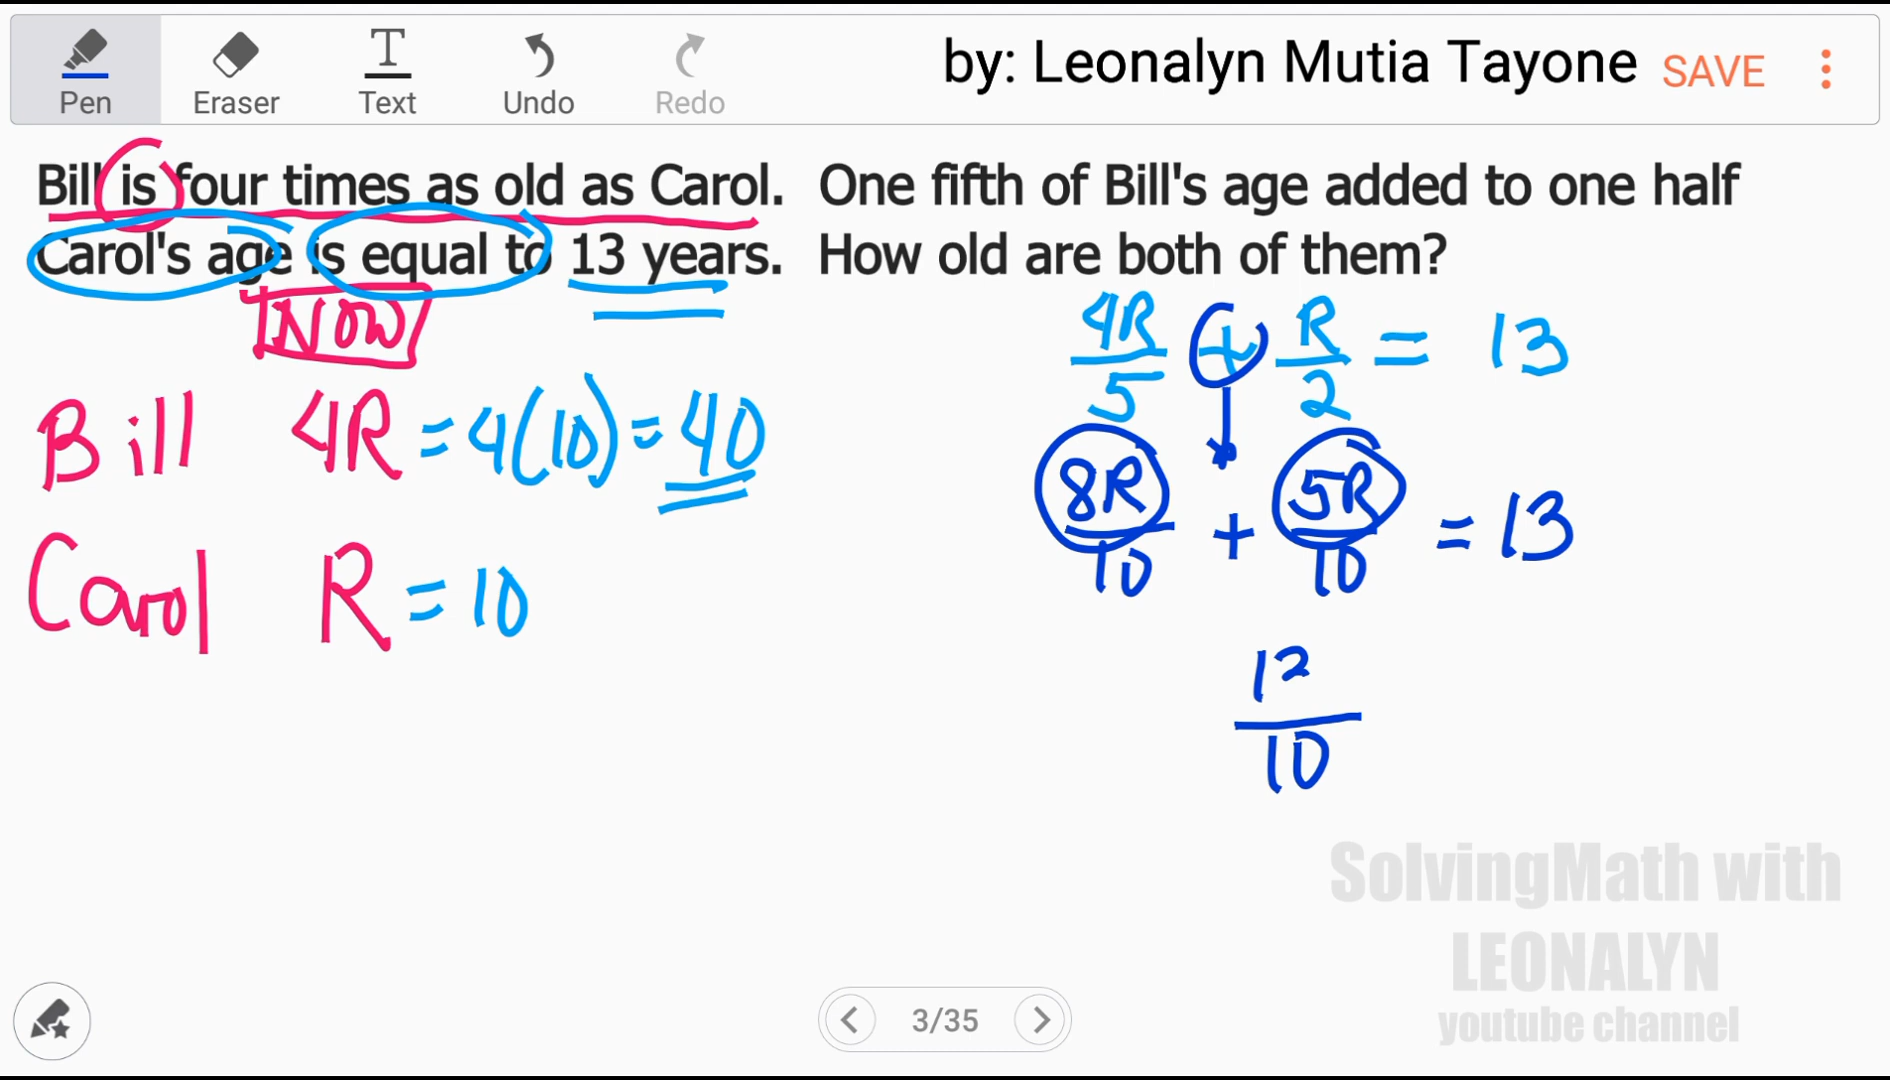 by: Leonalyn Mutia Tayone SAVE
Pen Eraser Text Undo Redo
Bill is four times as old as Carol. One fifth of Bill's age added to one half
Carol's age is equal to 13 years. How old are both of them?
NOW
4R/5 + R/2 = 13
Bill 4R = 4(10) = 40
8R/10 + 5R/10 = 13
Carol R = 10
12/10
SolvingMath with
LEONALYN
youtube channel
3/35